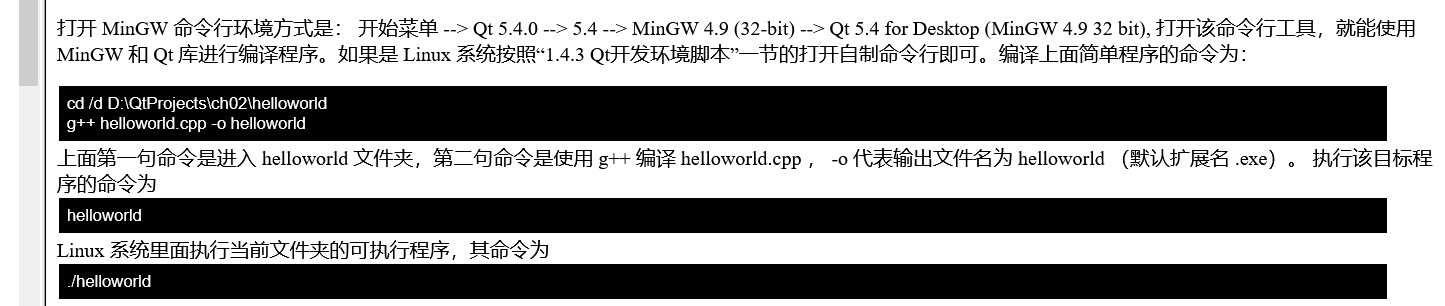 打开 MinGW 命令行环境方式是： 开始菜单 --> Qt 5.4.0 --> 5.4 --> MinGW 4.9 (32-bit) --> Qt 5.4 for Desktop (MinGW 4.9 32 bit), 打开该命令行工具，就能使用
MinGW 和 Qt 库进行编译程序。如果是 Linux 系统按照“1.4.3 Qt开发环境脚本”一节的打开自制命令行即可。编译上面简单程序的命令为：
cd /d D:\QtProjects\ch02\helloworld
g++ helloworld.cpp -o helloworld
上面第一句命令是进入 helloworld 文件夹，第二句命令是使用 g++ 编译 helloworld.cpp ， -o 代表输出文件名为 helloworld （默认扩展名 .exe）。 执行该目标程
序的命令为
helloworld
Linux 系统里面执行当前文件夹的可执行程序，其命令为
./helloworld